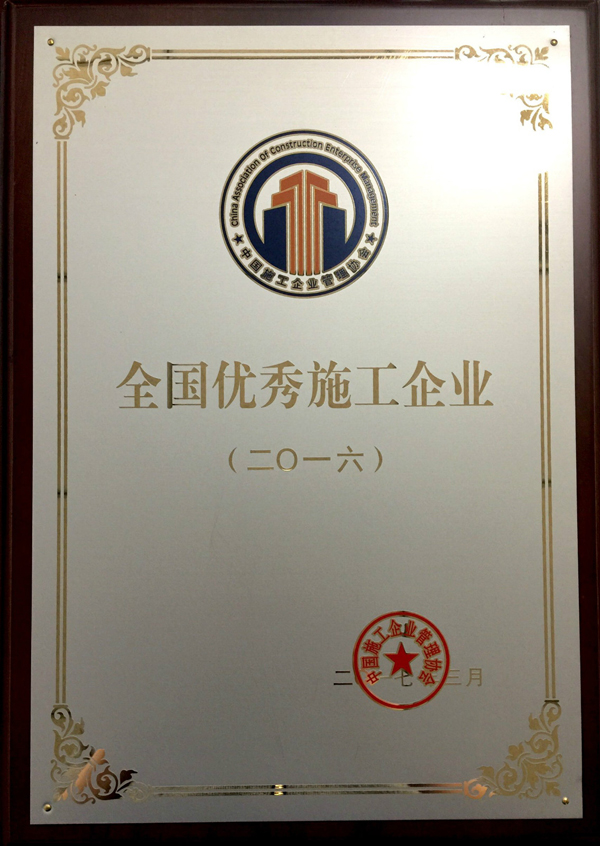 China Association Of Construction Enterprise Management
★中国施工企业管理协会★
全国优秀施工企业
（二〇一六）
中国施工企业管理协会
二〇一七 三月